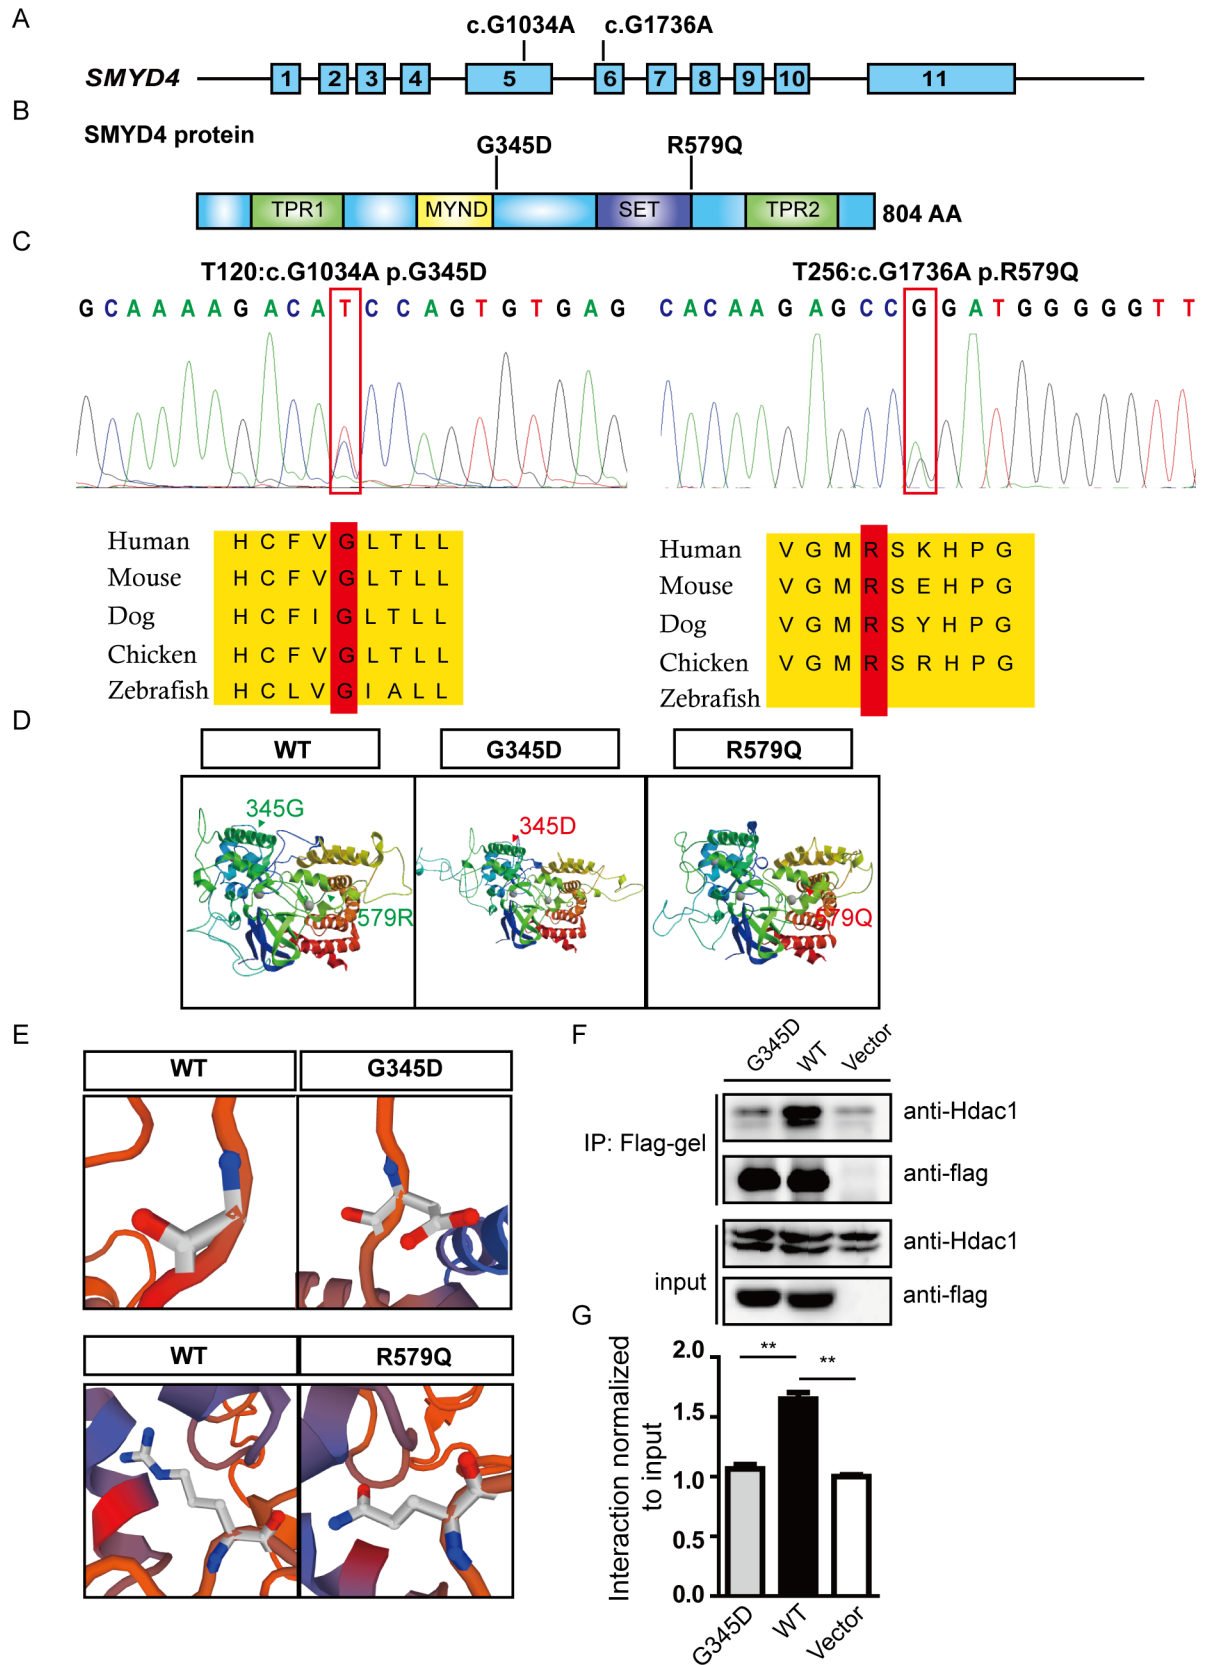 A
c.G1034A c.G1736A
SMYD4 1 2 3 4 5 6 7 8 9 10 11
B
SMYD4 protein
G345D R579Q
TPR1 MYND SET TPR2 804 AA
C
T120:c.G1034A p.G345D
G C A A A A G A C A T C C A G T G T G A G
Human H C F V G L T L L
Mouse H C F V G L T L L
Dog H C F I G L T L L
Chicken H C F V G L T L L
Zebrafish H C L V G I A L L
T256:c.G1736A p.R579Q
C A C A A G A G C C G G A T G G G G G T T
Human V G M R S K H P G
Mouse V G M R S E H P G
Dog V G M R S Y H P G
Chicken V G M R S R H P G
Zebrafish
D
WT G345D R579Q
345G 345D
579R 579Q
E
WT G345D
WT R579Q
F
G345D WT Vector
IP: Flag-gel
anti-Hdac1
anti-flag
input
anti-Hdac1
anti-flag
G
Interaction normalized
to input
2.0
1.5
1.0
0.5
0.0
** **
G345D WT Vector